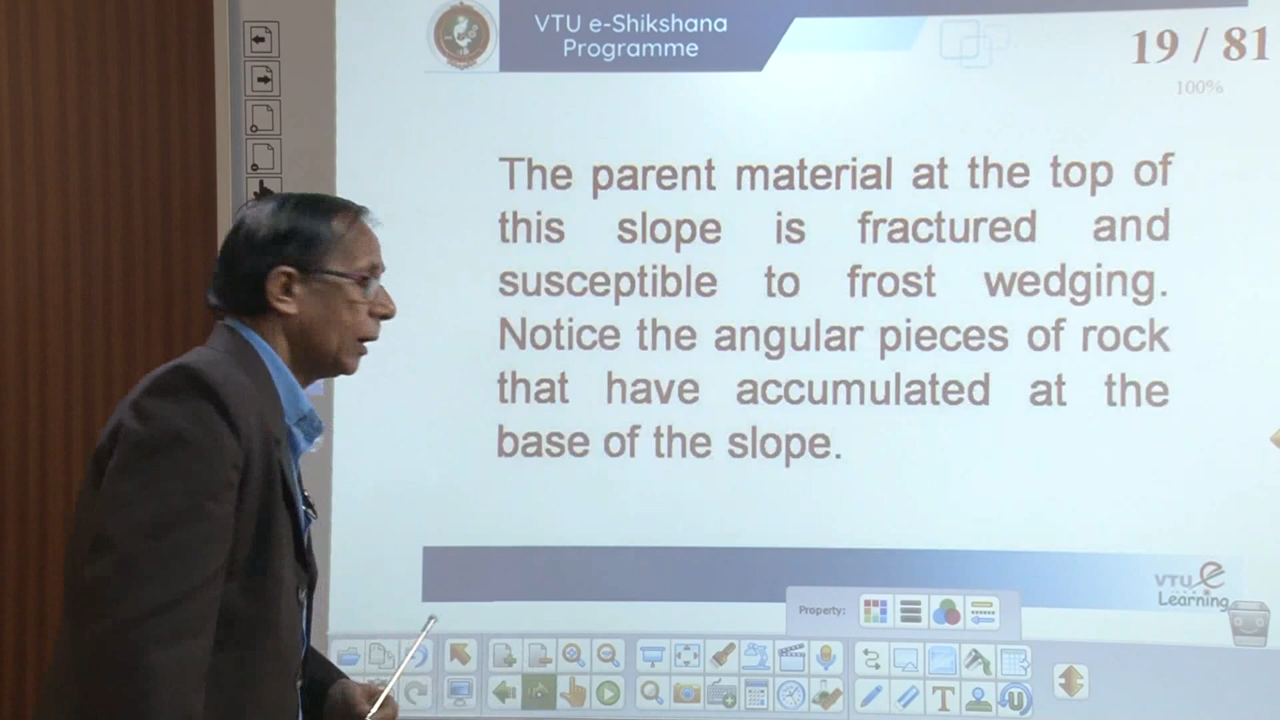 VTU e-Shikshana
Programme
19 / 81
100%
The parent material at the top of
this slope is fractured and
susceptible to frost wedging.
Notice the angular pieces of rock
that have accumulated at the
base of the slope.
VTU e
Learning
Property: